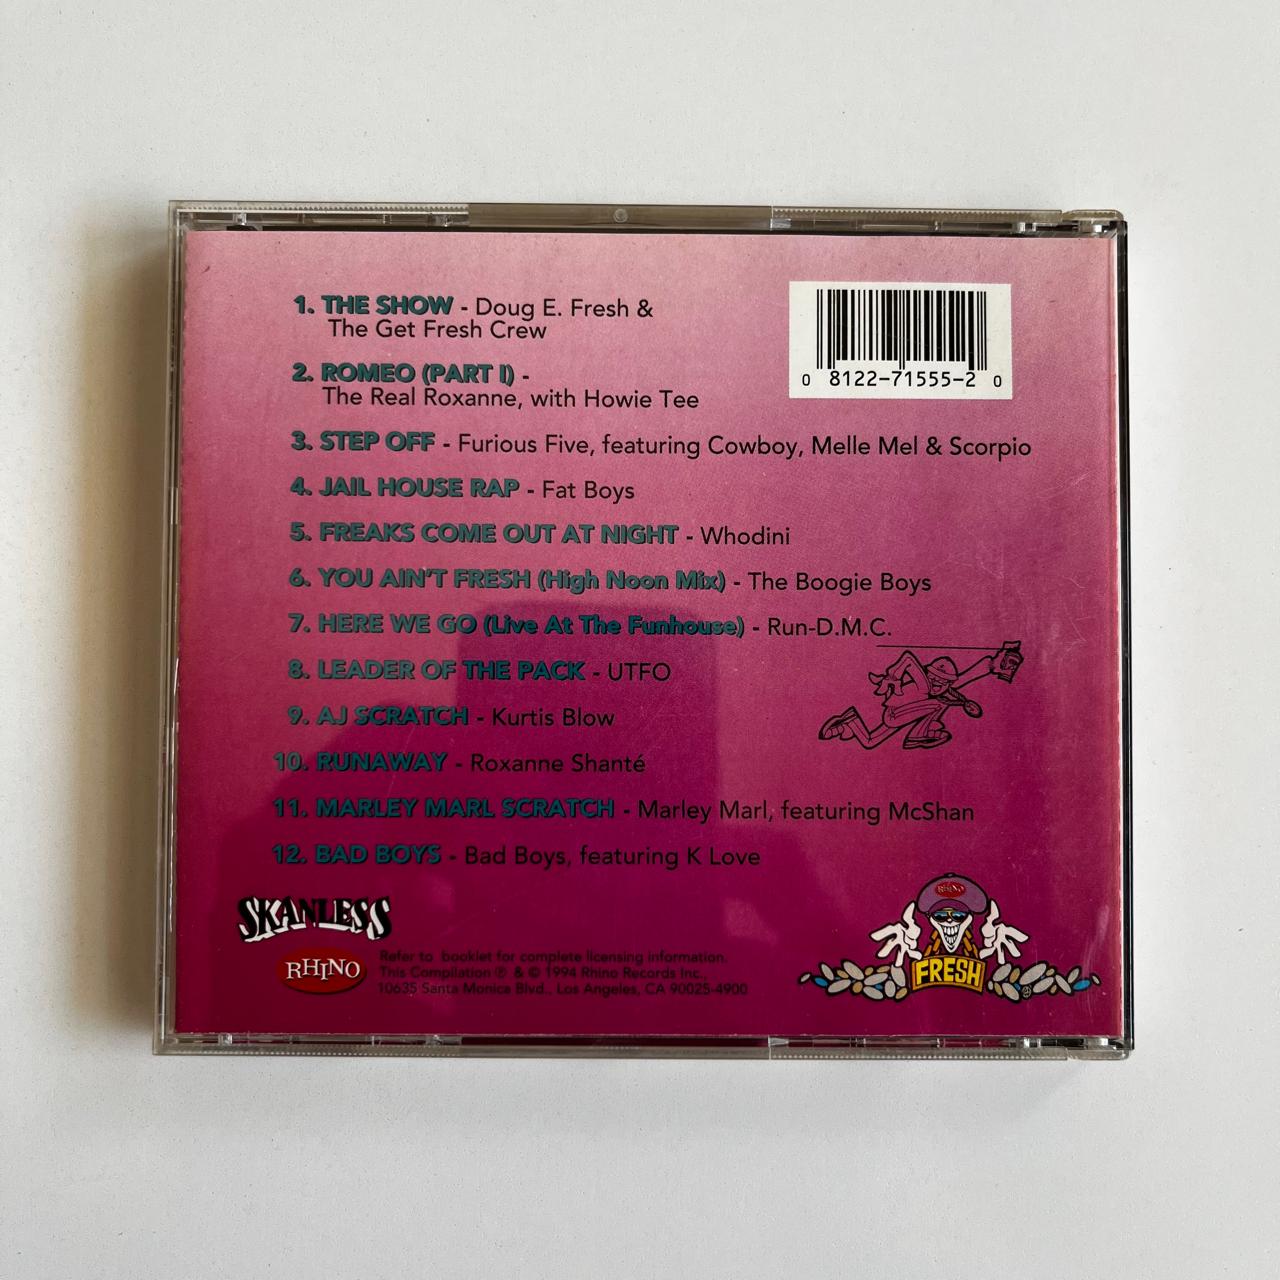 1. THE SHOW - Doug E. Fresh &
The Get Fresh Crew
0 8122-71555-2 0
2. ROMEO (PART I) -
The Real Roxanne, with Howie Tee
3. STEP OFF - Furious Five, featuring Cowboy, Melle Mel & Scorpio
4. JAIL HOUSE RAP - Fat Boys
5. FREAKS COME OUT AT NIGHT - Whodini
6. YOU AIN'T FRESH (High Noon Mix) - The Boogie Boys
7. HERE WE GO (Live At The Funhouse) - Run-D.M.C.
8. LEADER OF THE PACK - UTFO
9. AJ SCRATCH - Kurtis Blow
10. RUNAWAY - Roxanne Shanté
11. MARLEY MARL SCRATCH - Marley Marl, featuring McShan
12. BAD BOYS - Bad Boys, featuring K Love
SKANLESS
RHINO
Refer to booklet for complete licensing information.
This Compilation ℗ & © 1994 Rhino Records Inc.,
10635 Santa Monica Blvd., Los Angeles, CA 90025-4900
RHINO
FRESH